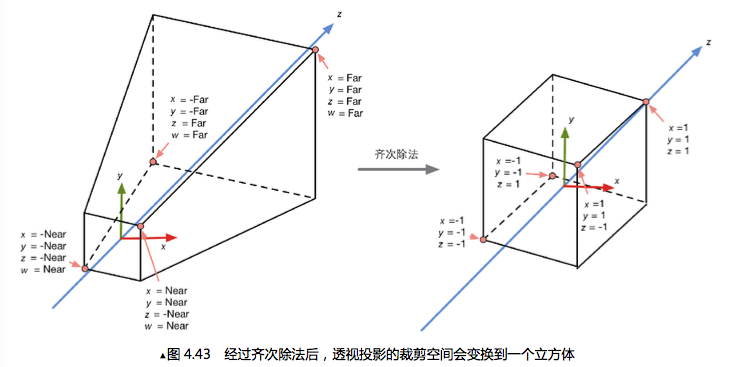 z
x = Far
y = Far
z = Far
w = Far
x = -Far
y = -Far
z = Far
w = Far
y
x
x = -Near
y = -Near
z = -Near
w = Near
x = Near
y = Near
z = -Near
w = Near
齐次除法
z
x =1
y = 1
z = 1
y
x =-1
y = -1
z = 1
x
x =1
y = 1
z = -1
x =-1
y = -1
z = -1
▲图 4.43 经过齐次除法后，透视投影的裁剪空间会变换到一个立方体